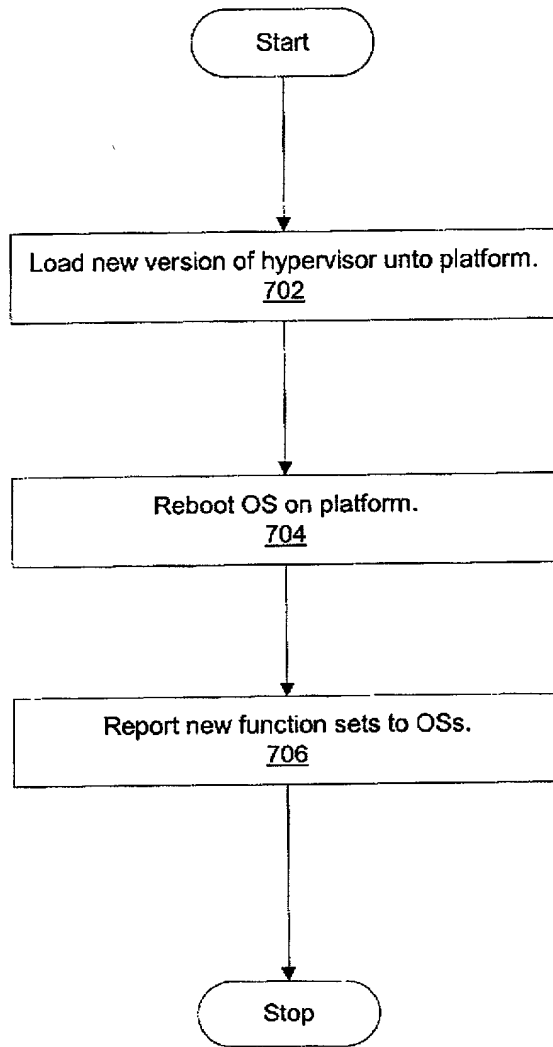 Start
Load new version of hypervisor unto platform.
702
Reboot OS on platform.
704
Report new function sets to OSs.
706
Stop